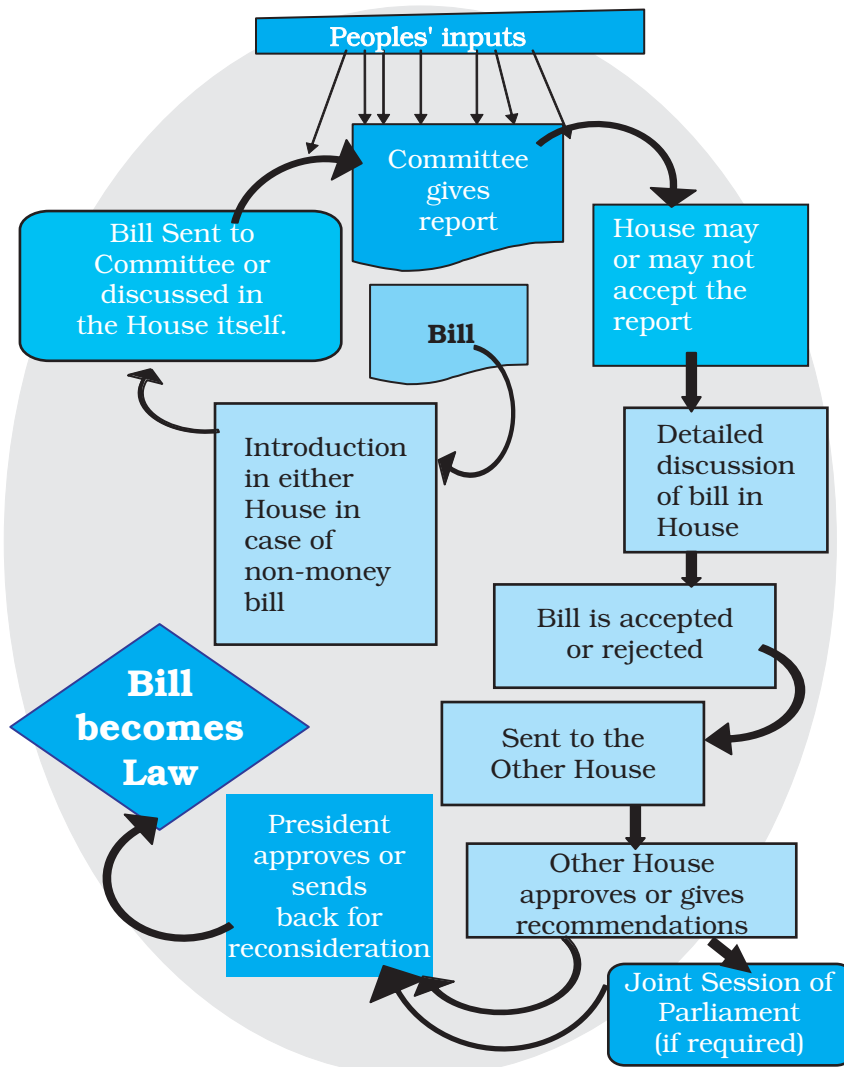 Peoples' inputs
Committee
gives
report
Bill Sent to
Committee or
discussed in
the House itself.
House may
or may not
accept the
report
Bill
Introduction
in either
House in
case of
non-money
bill
Detailed
discussion
of bill in
House
Bill is accepted
or rejected
Sent to the
Other House
Other House
approves or gives
recommendations
Joint Session of
Parliament
(if required)
President
approves or
sends
back for
reconsideration
Bill
becomes
Law